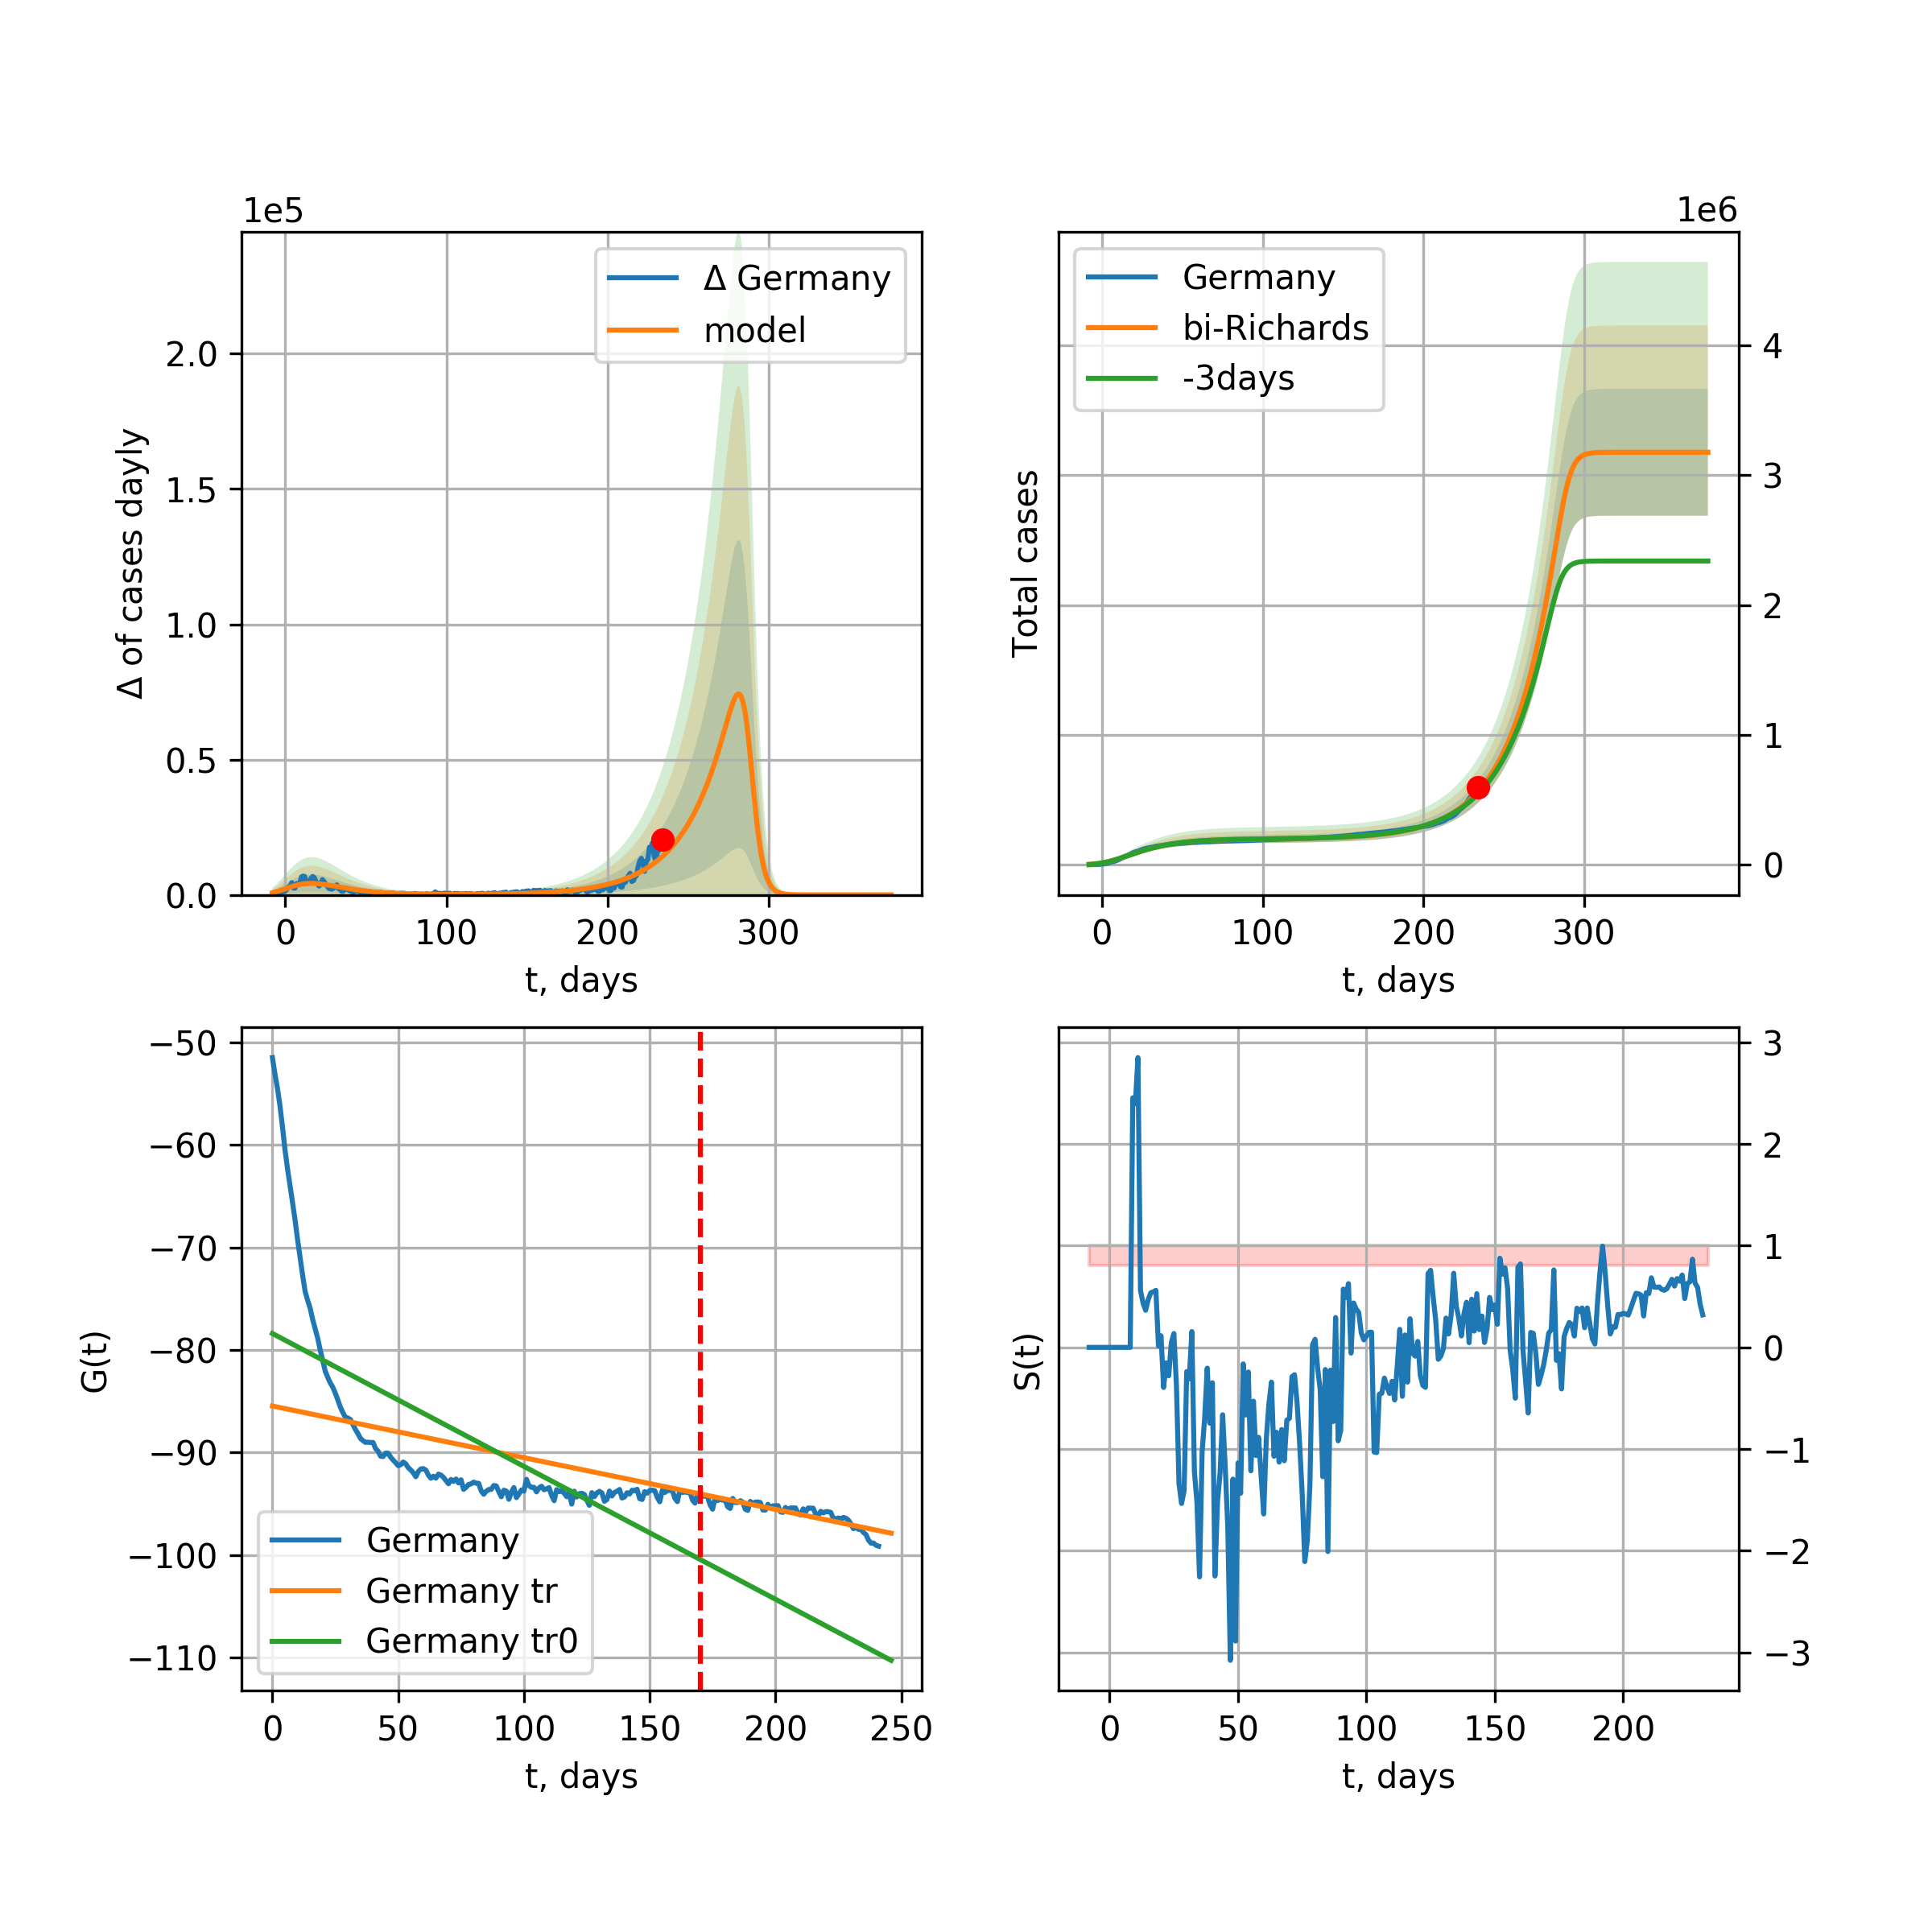 1e5
Δ Germany
model
2.0
1.5
1.0
0.5
0.0
Δ of cases dayly
0 100 200 300
t, days
1e6
Germany
bi-Richards
-3days
4
3
2
1
0
Total cases
0 100 200 300
t, days
−50
−60
−70
−80
−90
−100
−110
G(t)
Germany
Germany tr
Germany tr0
0 50 100 150 200 250
t, days
3
2
1
0
−1
−2
−3
S(t)
0 50 100 150 200
t, days